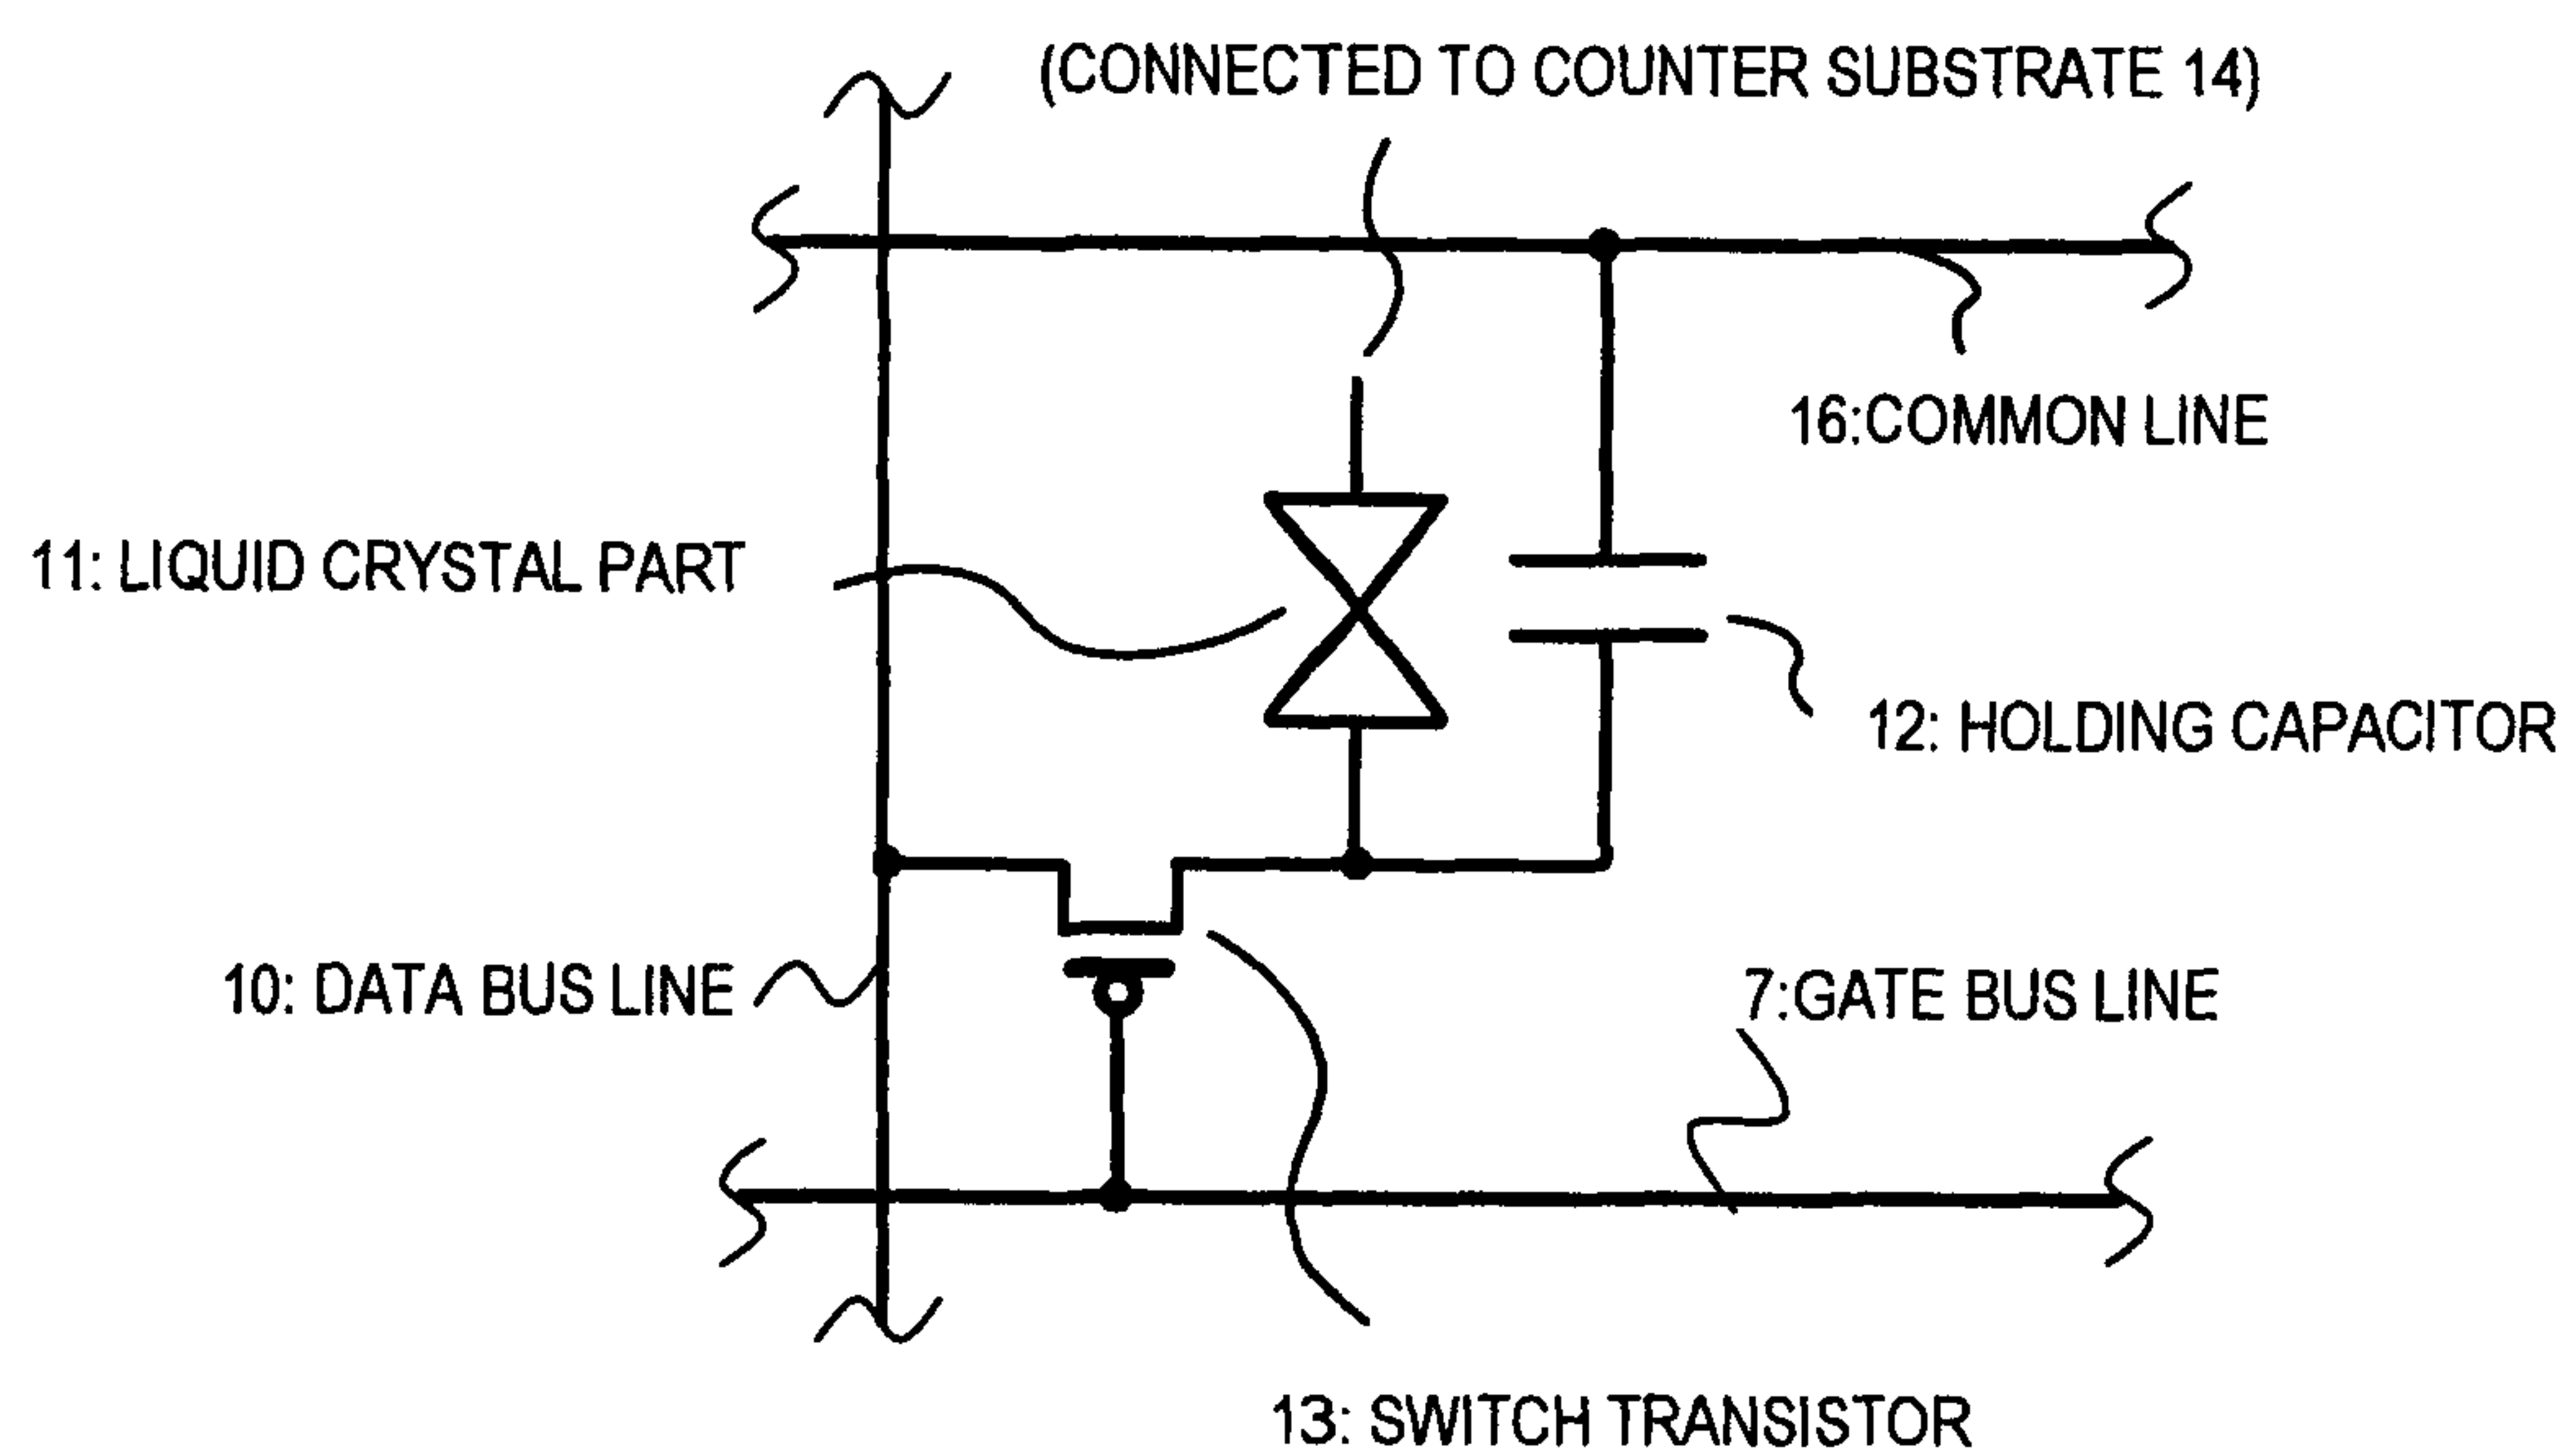 (CONNECTED TO COUNTER SUBSTRATE 14)
16:COMMON LINE
11: LIQUID CRYSTAL PART
12: HOLDING CAPACITOR
10: DATA BUS LINE
7:GATE BUS LINE
13: SWITCH TRANSISTOR